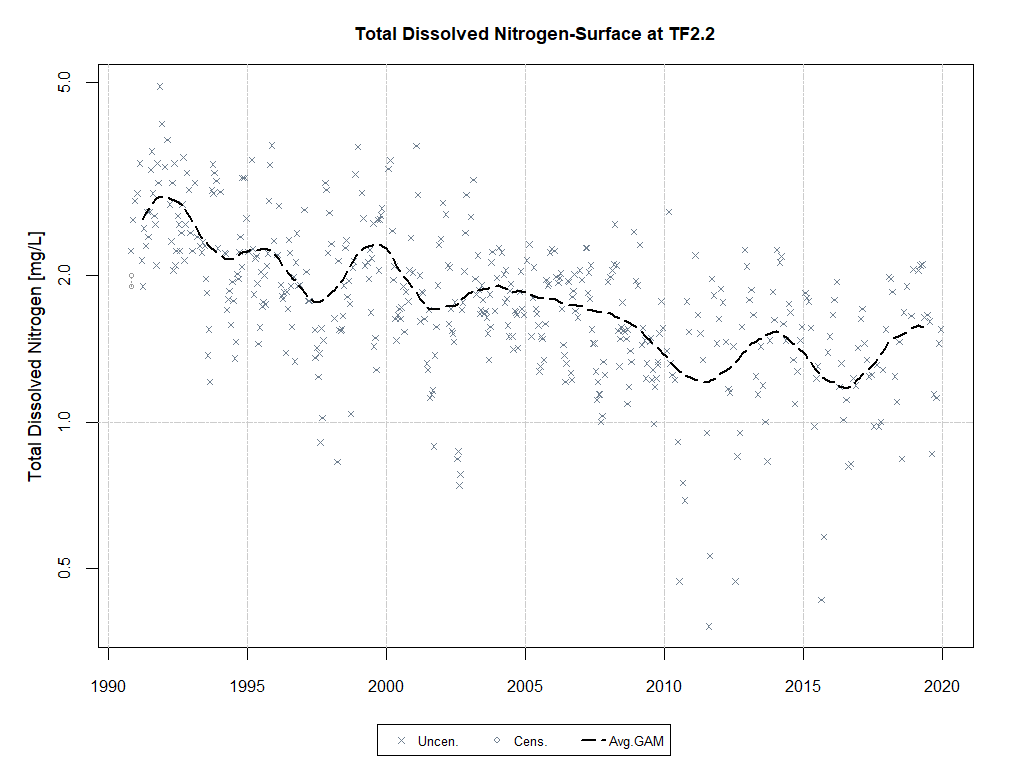 Total Dissolved Nitrogen-Surface at TF2.2
Total Dissolved Nitrogen [mg/L]
5.0
2.0
1.0
0.5
1990 1995 2000 2005 2010 2015 2020
Uncen. Cens. Avg.GAM